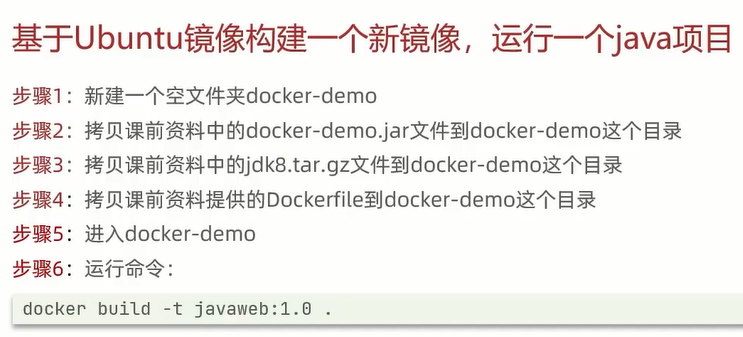 基于Ubuntu镜像构建一个新镜像，运行一个java项目
步骤1：新建一个空文件夹docker-demo
步骤2：拷贝课前资料中的docker-demo.jar文件到docker-demo这个目录
步骤3：拷贝课前资料中的jdk8.tar.gz文件到docker-demo这个目录
步骤4：拷贝课前资料提供的Dockerfile到docker-demo这个目录
步骤5：进入docker-demo
步骤6：运行命令：
docker build -t javaweb:1.0 .